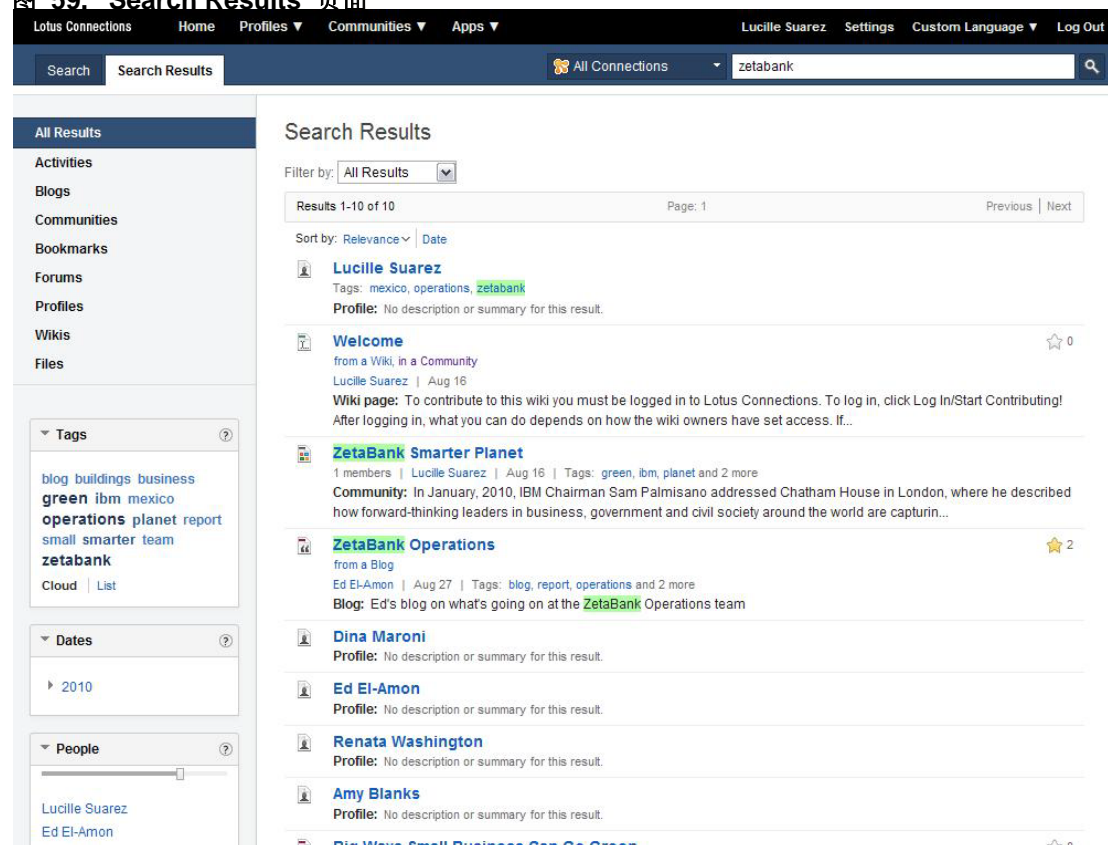 图 59. "Search Results" 页面
Lotus Connections Home Profiles ▼ Communities ▼ Apps ▼ Lucille Suarez Settings Custom Language ▼ Log Out
Search Search Results All Connections zetabank
All Results
Activities
Blogs
Communities
Bookmarks
Forums
Profiles
Wikis
Files
Tags
blog buildings business
green ibm mexico
operations planet report
small smarter team
zetabank
Cloud | List
Dates
2010
People
Lucille Suarez
Ed El-Amon
Search Results
Filter by: All Results
Results 1-10 of 10 Page: 1 Previous | Next
Sort by: Relevance | Date
Lucille Suarez
Tags: mexico, operations, zetabank
Profile: No description or summary for this result.
Welcome 0
from a Wiki, in a Community
Lucille Suarez | Aug 16
Wiki page: To contribute to this wiki you must be logged in to Lotus Connections. To log in, click Log In/Start Contributing!
After logging in, what you can do depends on how the wiki owners have set access. If...
ZetaBank Smarter Planet
1 members | Lucille Suarez | Aug 16 | Tags: green, ibm, planet and 2 more
Community: In January, 2010, IBM Chairman Sam Palmisano addressed Chatham House in London, where he described
how forward-thinking leaders in business, government and civil society around the world are capturin...
ZetaBank Operations 2
from a Blog
Ed El-Amon | Aug 27 | Tags: blog, report, operations and 2 more
Blog: Ed's blog on what's going on at the ZetaBank Operations team
Dina Maroni
Profile: No description or summary for this result.
Ed El-Amon
Profile: No description or summary for this result.
Renata Washington
Profile: No description or summary for this result.
Amy Blanks
Profile: No description or summary for this result.
Big Ways Small Business Can Go Green